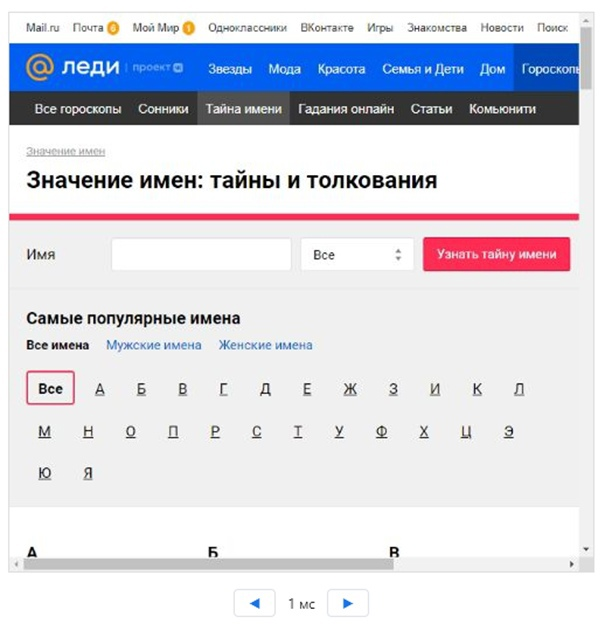 Mail.ru Почта 6 Мой Мир 1 Одноклассники ВКонтакте Игры Знакомства Новости Поиск
@ леди | проект Звезды Мода Красота Семья и Дети Дом Гороскопы
Все гороскопы Сонники Тайна имени Гадания онлайн Статьи Комьюнити
Значение имен
Значение имен: тайны и толкования
Имя Все Узнать тайну имени
Самые популярные имена
Все имена Мужские имена Женские имена
Все А Б В Г Д Е Ж З И К Л
М Н О П Р С Т У Ф Х Ц Э
Ю Я
А Б В
1 мс